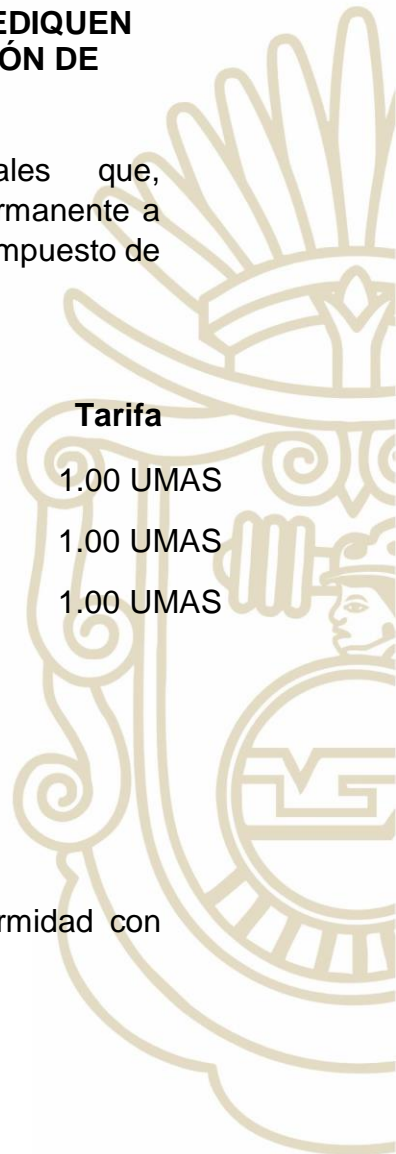 EDIQUEN
ÓN DE
ales que,
rmanente a
mpuesto de
Tarifa
1.00 UMAS
1.00 UMAS
1.00 UMAS
rmidad con